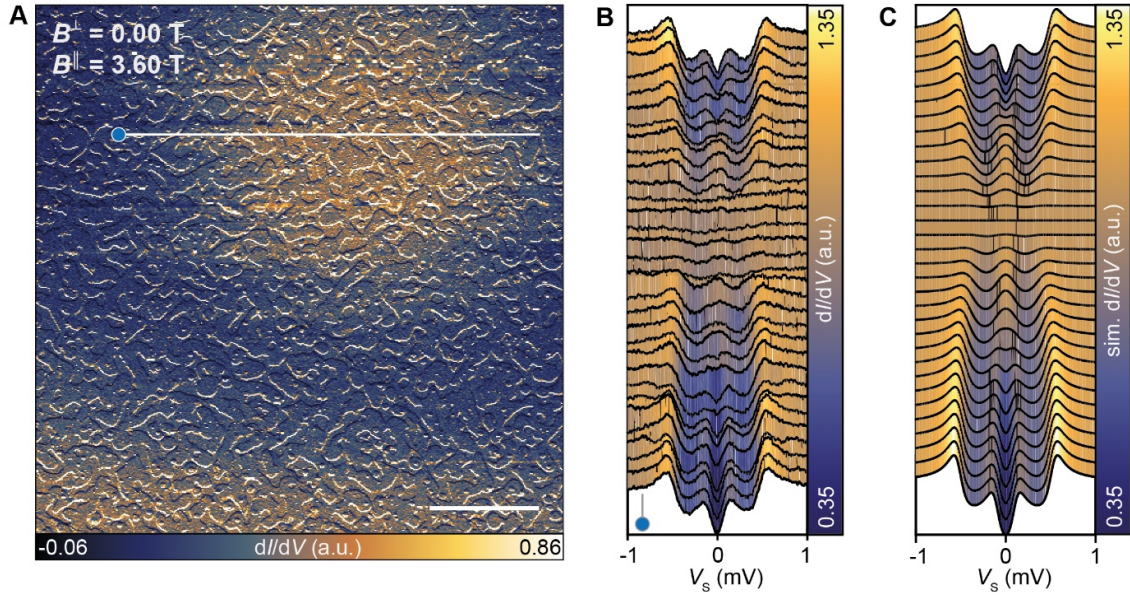 A
B⊥ = 0.00 T
B∥ = 3.60 T
-0.06 dI/dV (a.u.) 0.86
B
1.35
dI/dV (a.u.)
0.35
-1 0 1
Vs (mV)
C
1.35
sim. dI/dV (a.u.)
0.35
-1 0 1
Vs (mV)